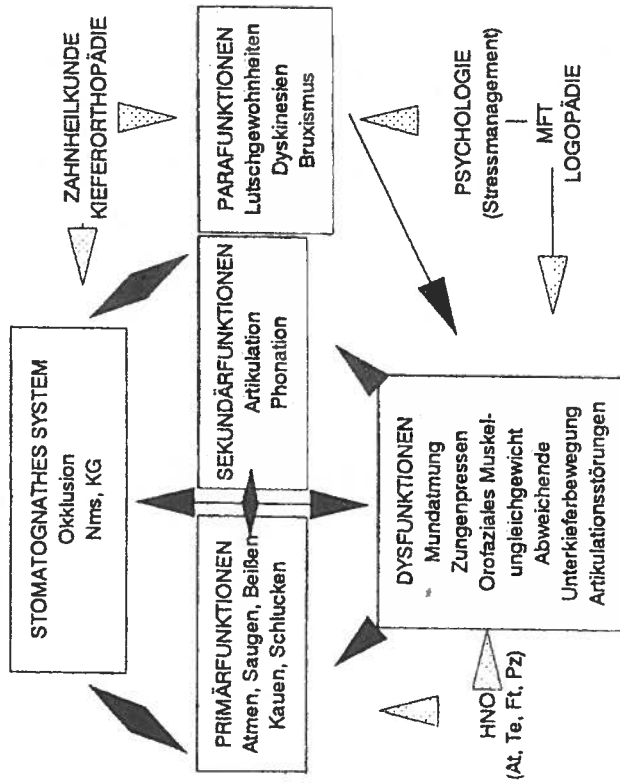 STOMATOGNATHES SYSTEM
Okklusion
Nms, KG
ZAHNHEILKUNDE
KIEFERORTHOPÄDIE
PRIMÄRFUNKTIONEN
Atmen, Saugen, Beißen
Kauen, Schlucken
SEKUNDÄRFUNKTIONEN
Artikulation
Phonation
PARAFUNKTIONEN
Lutschgewohnheiten
Dyskinesien
Bruxismus
HNO
(At, Te, Ft, Pz)
DYSFUNKTIONEN
Mundatmung
Zungenpressen
Orofaziales Muskel-
ungleichgewicht
Abweichende
Unterkieferbewegung
Artikulationsstörungen
PSYCHOLOGIE
(Stressmanagement)
MFT
LOGOPÄDIE